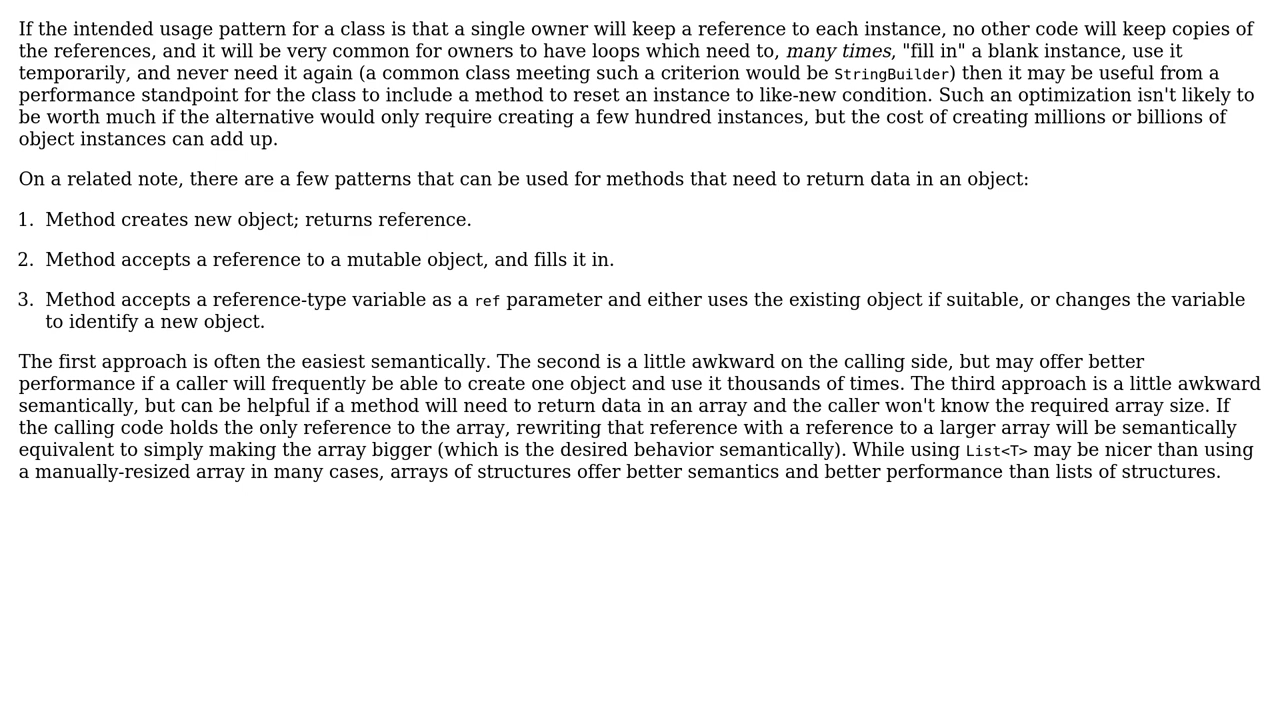 If the intended usage pattern for a class is that a single owner will keep a reference to each instance, no other code will keep copies of
the references, and it will be very common for owners to have loops which need to, many times, "fill in" a blank instance, use it
temporarily, and never need it again (a common class meeting such a criterion would be StringBuilder) then it may be useful from a
performance standpoint for the class to include a method to reset an instance to like-new condition. Such an optimization isn't likely to
be worth much if the alternative would only require creating a few hundred instances, but the cost of creating millions or billions of
object instances can add up.
On a related note, there are a few patterns that can be used for methods that need to return data in an object:
1. Method creates new object; returns reference.
2. Method accepts a reference to a mutable object, and fills it in.
3. Method accepts a reference-type variable as a ref parameter and either uses the existing object if suitable, or changes the variable
to identify a new object.
The first approach is often the easiest semantically. The second is a little awkward on the calling side, but may offer better
performance if a caller will frequently be able to create one object and use it thousands of times. The third approach is a little awkward
semantically, but can be helpful if a method will need to return data in an array and the caller won't know the required array size. If
the calling code holds the only reference to the array, rewriting that reference with a reference to a larger array will be semantically
equivalent to simply making the array bigger (which is the desired behavior semantically). While using List<T> may be nicer than using
a manually-resized array in many cases, arrays of structures offer better semantics and better performance than lists of structures.